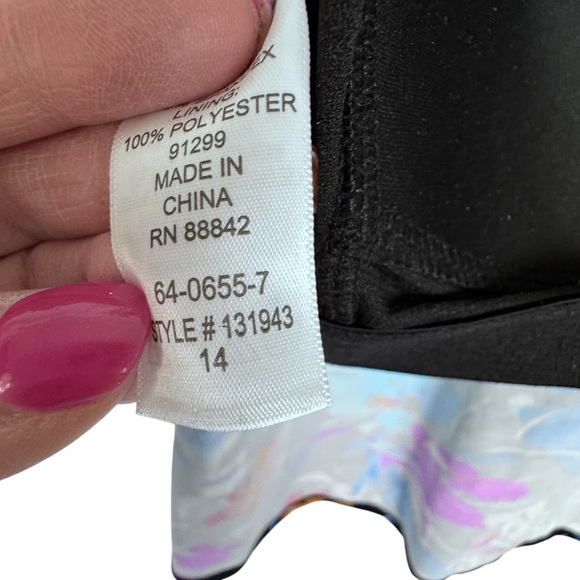 LINING:
100% POLYESTER
91299
MADE IN
CHINA
RN 88842
64-0655-7
STYLE # 131943
14